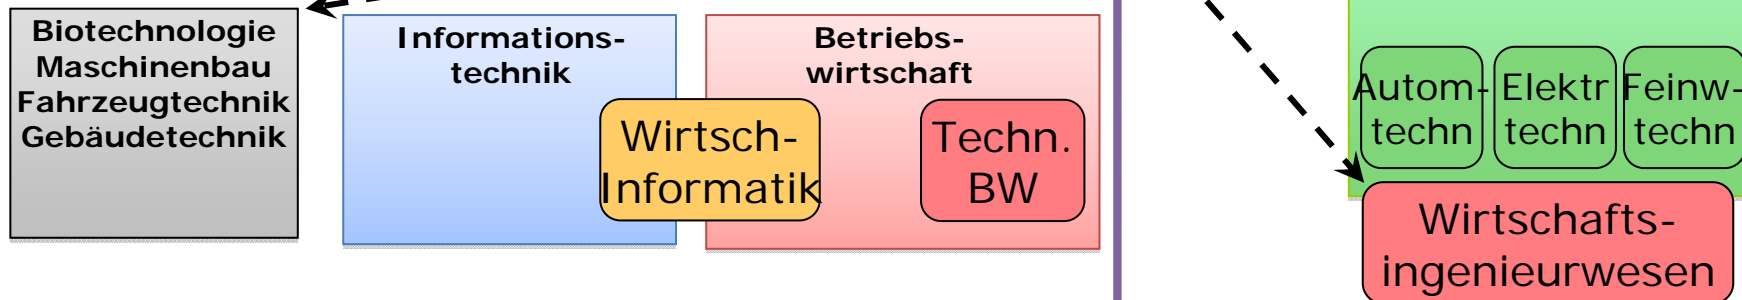 Biotechnologie
Maschinenbau
Fahrzeugtechnik
Gebäudetechnik
Informations-
technik
Betriebs-
wirtschaft
Wirtsch-
Informatik
Techn.
BW
Autom-
techn
Elektr
techn
Feinw-
techn
Wirtschafts-
ingenieurwesen